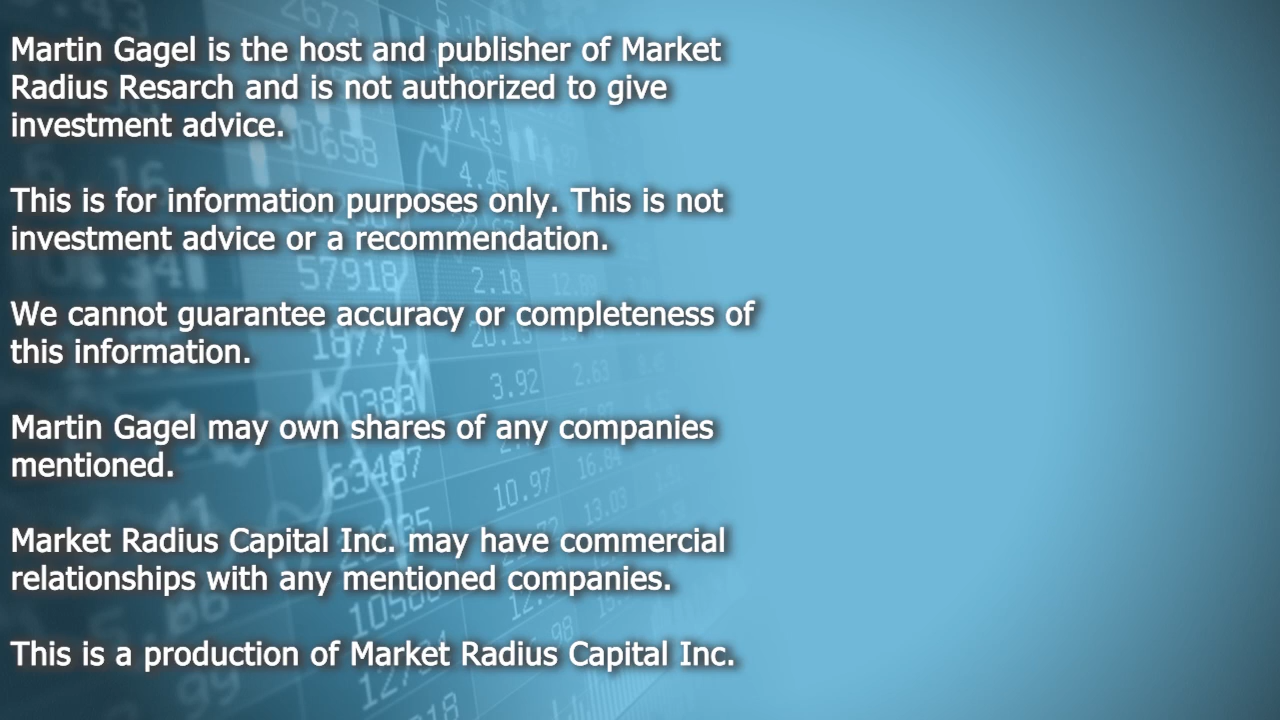 Martin Gagel is the host and publisher of Market
Radius Resarch and is not authorized to give
investment advice.
This is for information purposes only. This is not
investment advice or a recommendation.
We cannot guarantee accuracy or completeness of
this information.
Martin Gagel may own shares of any companies
mentioned.
Market Radius Capital Inc. may have commercial
relationships with any mentioned companies.
This is a production of Market Radius Capital Inc.